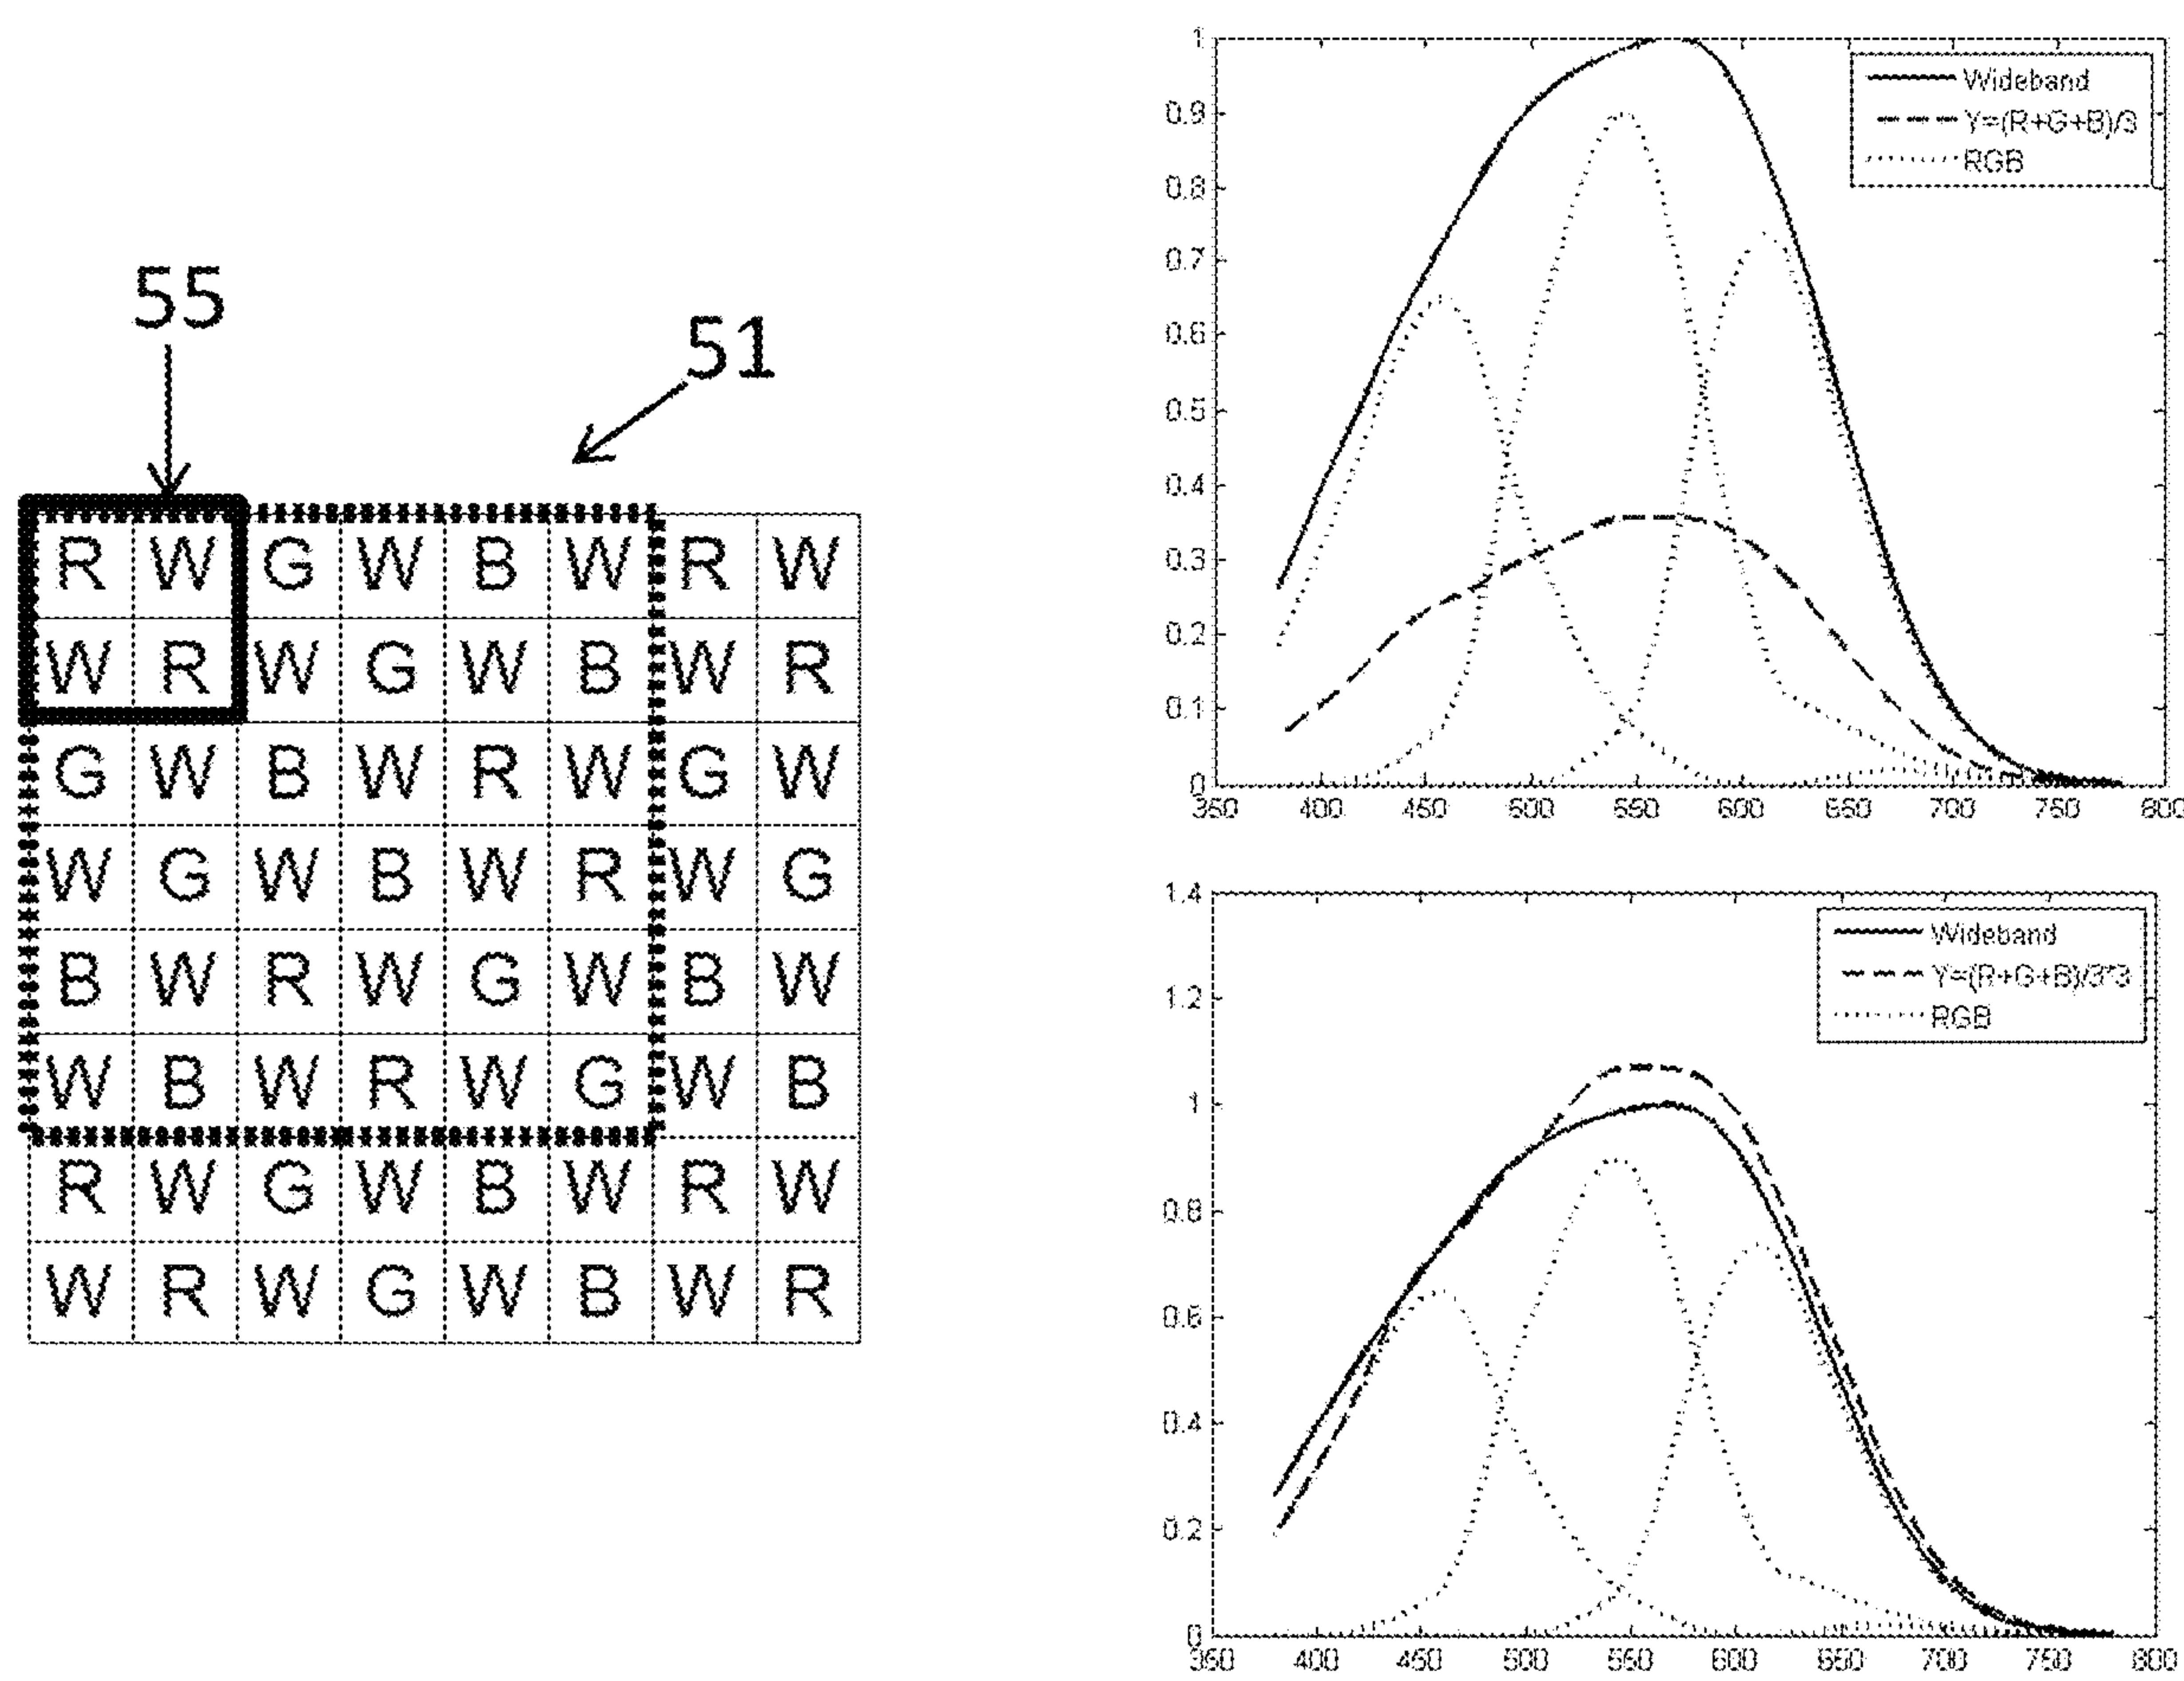 55
51
R W G W B W R W
W R W G W B W R
G W B W R W G W
W G W B W R W G
B W R W G W B W
W B W R W G W B
R W G W B W R W
W R W G W B W R
Wideband
Y=(R+G+B)/3
RGB
1
0.9
0.8
0.7
0.6
0.5
0.4
0.3
0.2
0.1
0
350 400 450 500 550 600 650 700 750 800
Wideband
Y=(R+G+B)/3*3
RGB
1.4
1.2
1
0.8
0.6
0.4
0.2
0
350 400 450 500 550 600 650 700 750 800